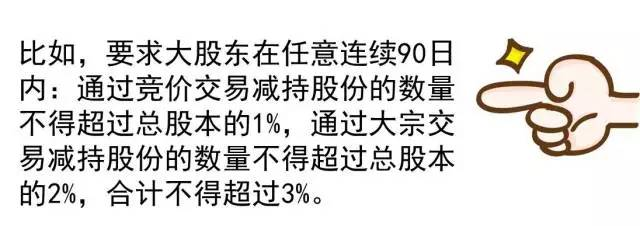 比如，要求大股东在任意连续90日
内：通过竞价交易减持股份的数量
不得超过总股本的1%，通过大宗交
易减持股份的数量不得超过总股本
的2%，合计不得超过3%。